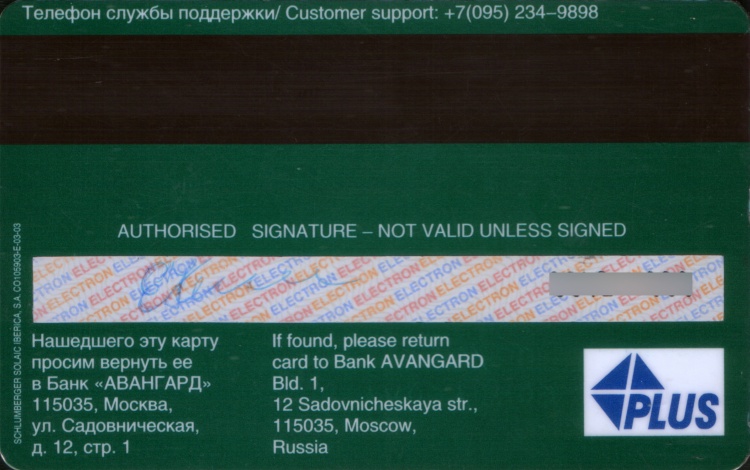 Телефон службы поддержки/ Customer support: +7(095) 234–9898
AUTHORISED SIGNATURE – NOT VALID UNLESS SIGNED
SCHLUMBERGER SOLAIC IBERICA, S.A. CO105903-E-03-03
ELECTRON ELECTRON ELECTRON ELECTRON ELECTRON
Нашедшего эту карту
просим вернуть ее
в Банк «АВАНГАРД»
115035, Москва,
ул. Садовническая,
д. 12, стр. 1
If found, please return
card to Bank AVANGARD
Bld. 1,
12 Sadovnicheskaya str.,
115035, Moscow,
Russia
PLUS